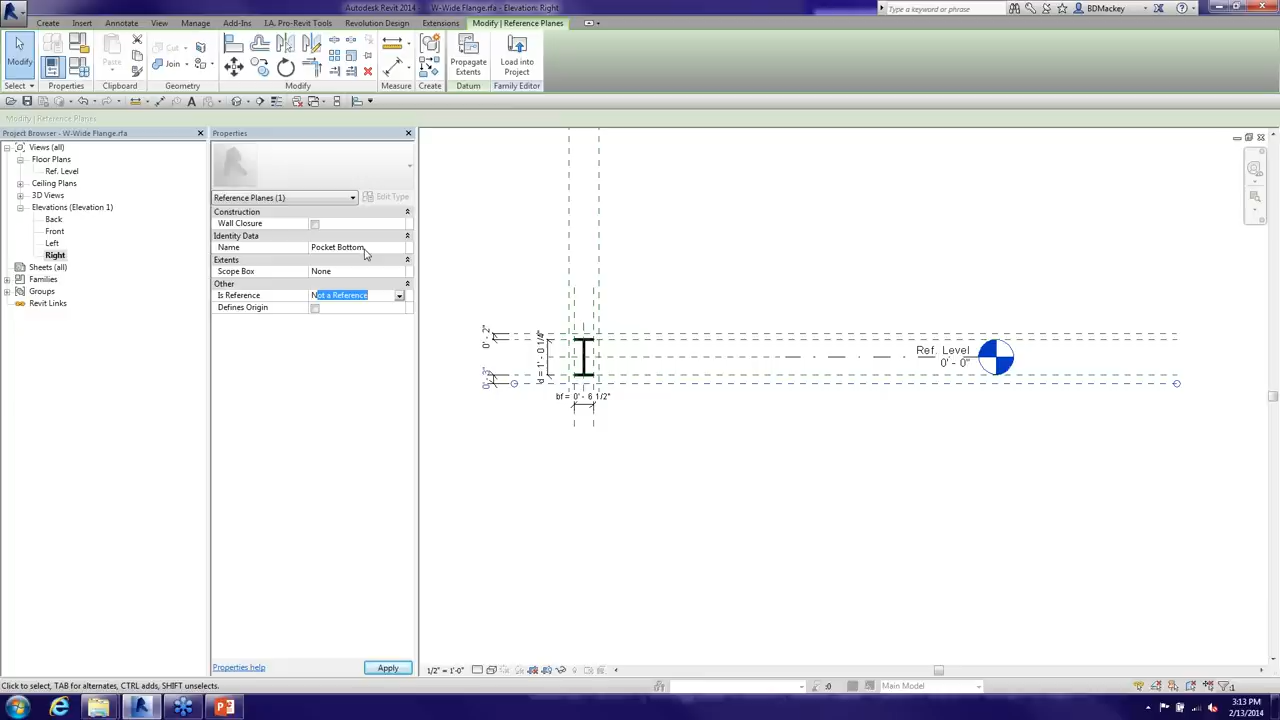 Autodesk Revit 2014 - W-Wide Flange.rfa - Elevation: Right
Type a keyword or phrase
BDMackey
Create Insert Annotate View Manage Add-Ins I.A. Pro-Revit Tools Revolution Design Extensions Modify | Reference Planes
Modify
Cut
Join
Paste
Propagate Extents
Load into Project
Select Properties Clipboard Geometry Modify Measure Create Datum Family Editor
Modify | Reference Planes
Project Browser - W-Wide Flange.rfa
Views (all)
Floor Plans
Ref. Level
Ceiling Plans
3D Views
Elevations (Elevation 1)
Back
Front
Left
Right
Sheets (all)
Families
Groups
Revit Links
Properties
Reference Planes (1)
Edit Type
Construction
Wall Closure
Identity Data
Name Pocket Bottom
Extents
Scope Box None
Other
Is Reference Not a Reference
Defines Origin
Properties help
Apply
0' - 2"
d = 1' - 0 1/4"
bf = 0' - 6 1/2"
Ref. Level
0' - 0"
1/2" = 1'-0"
Click to select, TAB for alternates, CTRL adds, SHIFT unselects.
:0
Main Model
:1
3:13 PM
2/13/2014